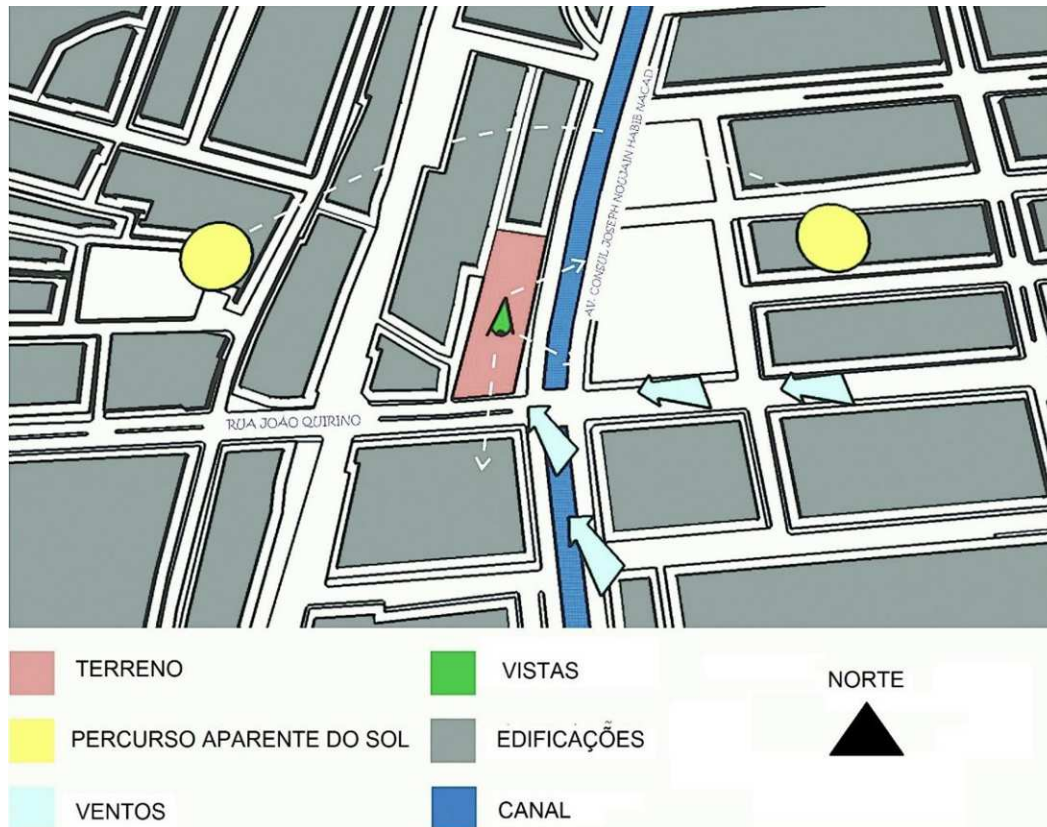 AV. CONSUL JOSEPH NOUJAIN HABIB NACAD
RUA JOÃO QUIRINO
TERRENO
VISTAS
NORTE
PERCURSO APARENTE DO SOL
EDIFICAÇÕES
VENTOS
CANAL